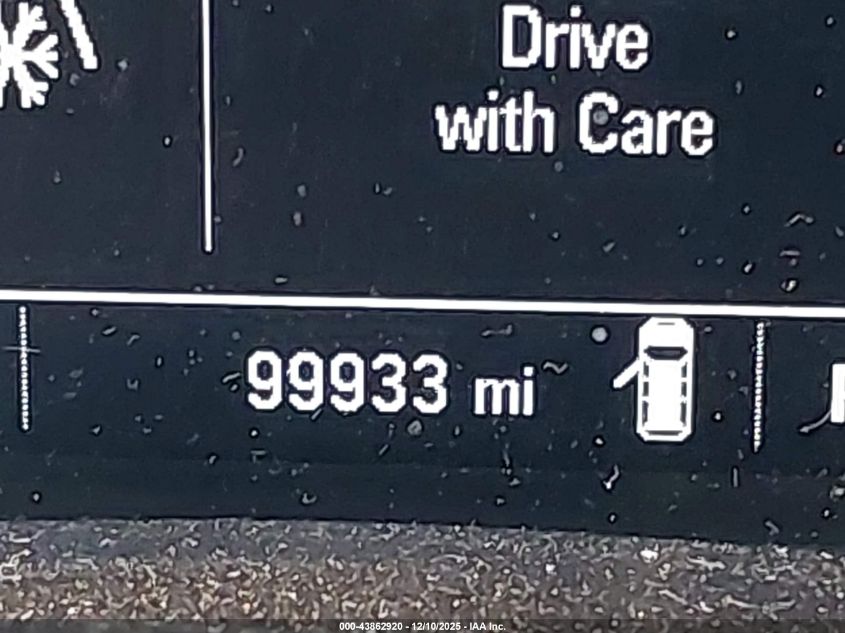 Drive
with Care
99933 mi
000-43862920 - 12/10/2025 - IAA Inc.